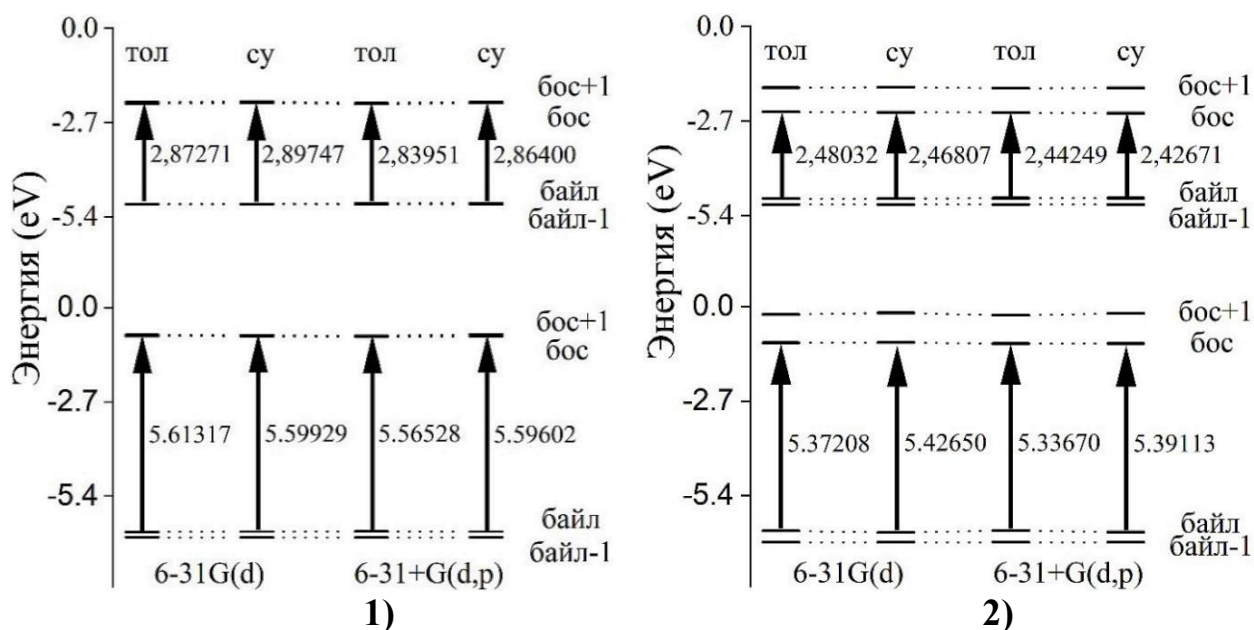 0.0
тол су тол су
бос+1
-2.7
бос
2,87271 2,89747 2,83951 2,86400
байл
-5.4
байл-1
Энергия (eV)
0.0
бос+1
бос
-2.7
5.61317 5.59929 5.56528 5.59602
-5.4
байл
байл-1
6-31G(d) 6-31+G(d,p)
1)
0.0
тол су тол су
бос+1
-2.7
бос
2,48032 2,46807 2,44249 2,42671
байл
-5.4
байл-1
Энергия (eV)
0.0
бос+1
бос
-2.7
5.37208 5.42650 5.33670 5.39113
-5.4
байл
байл-1
6-31G(d) 6-31+G(d,p)
2)